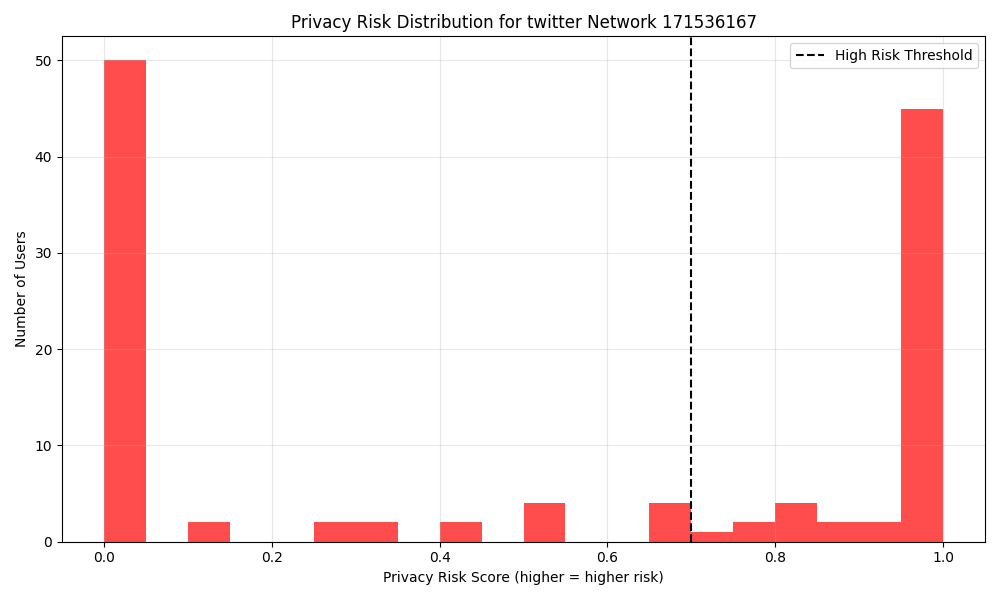 Privacy Risk Distribution for twitter Network 171536167
High Risk Threshold
50
40
30
20
10
0
Number of Users
0.0 0.2 0.4 0.6 0.8 1.0
Privacy Risk Score (higher = higher risk)